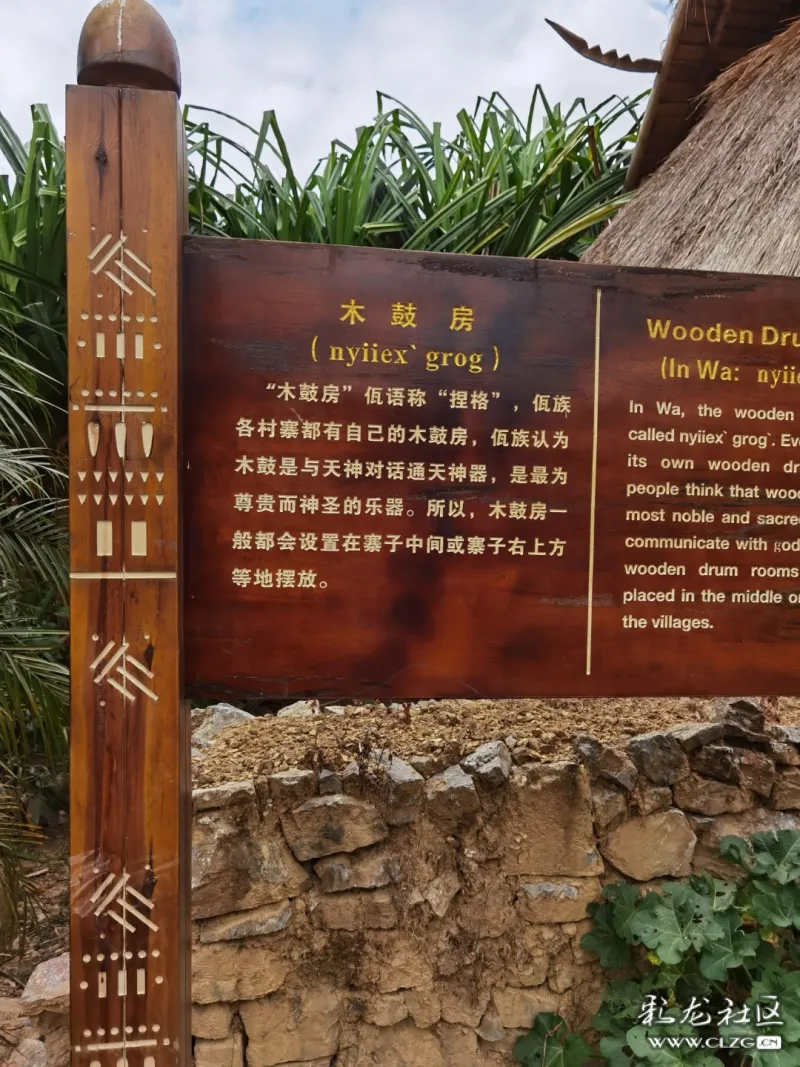 木鼓房
(nyiiex`grog)
“木鼓房”佤语称“捏格”，佤族
各村寨都有自己的木鼓房，佤族认为
木鼓是与天神对话通天神器，是最为
尊贵而神圣的乐器。所以，木鼓房一
般都会设置在寨子中间或寨子右上方
等地摆放。
Wooden Dru
(In Wa: nyiie
In Wa, the wooden
called nyiiex`grog`. Eve
its own wooden dr
people think that wood
most noble and sacre
communicate with god
wooden drum rooms
placed in the middle or
the villages.
彩龙社区
WWW.CLZG.CN